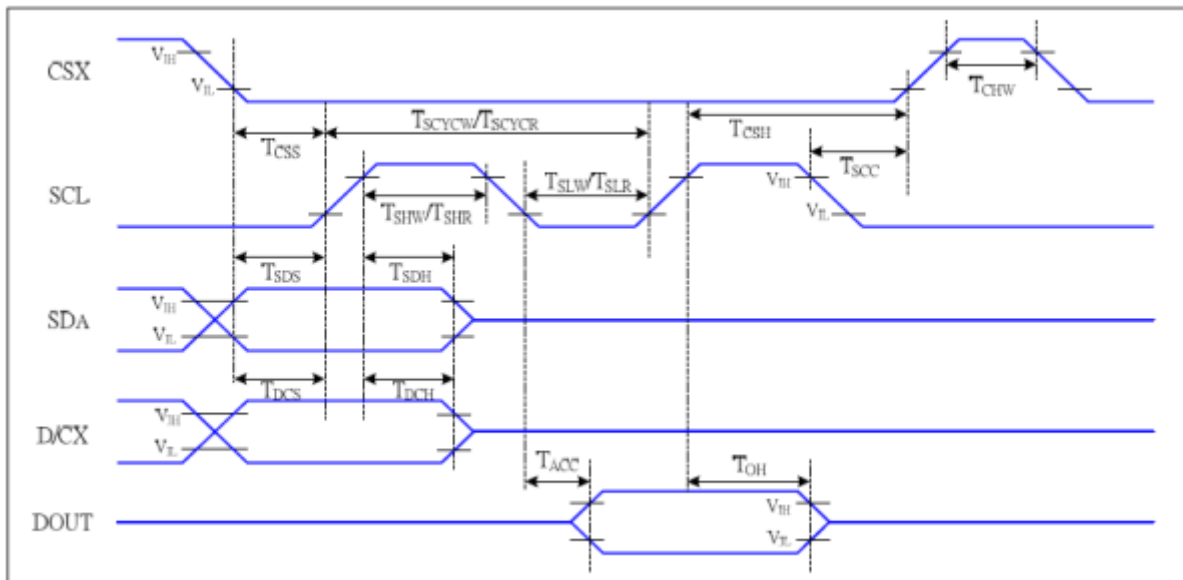 CSX
VIH
VIL
TCHW
TSCYCW/TSCYCR
TCSH
TCSS
TSCC
SCL
TSHW/TSHR
TSLW/TSLR
VIH
VIL
TSDS
TSDH
SDA
VIH
VIL
TDCS
TDCH
D/CX
VIH
VIL
TACC
TOH
DOUT
VIH
VIL